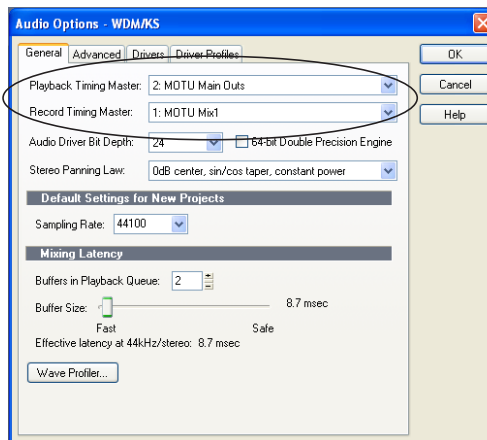 Audio Options - WDM/KS
General Advanced Drivers Driver Profiles
OK
Playback Timing Master: 2: MOTU Main Outs
Cancel
Record Timing Master: 1: MOTU Mix1
Help
Audio Driver Bit Depth: 24 64-bit Double Precision Engine
Stereo Panning Law: 0dB center, sin/cos taper, constant power
Default Settings for New Projects
Sampling Rate: 44100
Mixing Latency
Buffers in Playback Queue: 2
Buffer Size: 8.7 msec
Fast Safe
Effective latency at 44kHz/stereo: 8.7 msec
Wave Profiler...